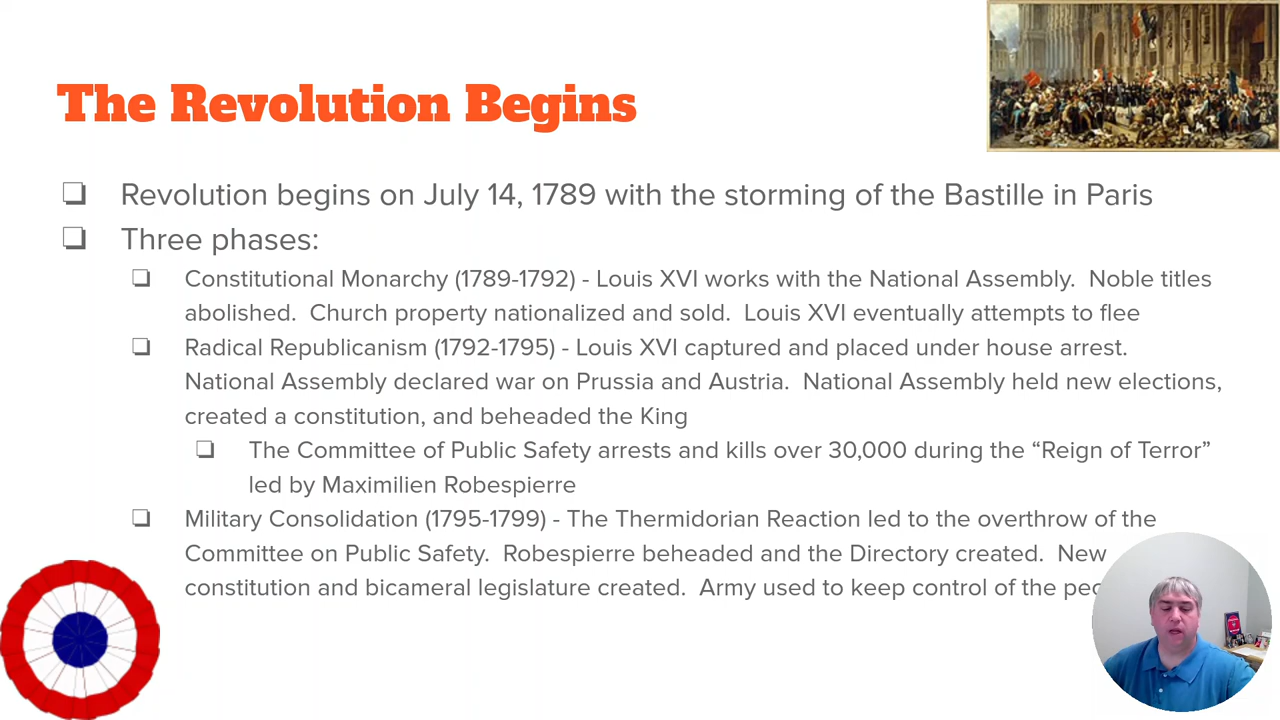 The Revolution Begins
❏ Revolution begins on July 14, 1789 with the storming of the Bastille in Paris
❏ Three phases:
❏ Constitutional Monarchy (1789-1792) - Louis XVI works with the National Assembly.  Noble titles
abolished.  Church property nationalized and sold.  Louis XVI eventually attempts to flee
❏ Radical Republicanism (1792-1795) - Louis XVI captured and placed under house arrest.
National Assembly declared war on Prussia and Austria.  National Assembly held new elections,
created a constitution, and beheaded the King
❏ The Committee of Public Safety arrests and kills over 30,000 during the “Reign of Terror”
led by Maximilien Robespierre
❏ Military Consolidation (1795-1799) - The Thermidorian Reaction led to the overthrow of the
Committee on Public Safety.  Robespierre beheaded and the Directory created.  New
constitution and bicameral legislature created.  Army used to keep control of the